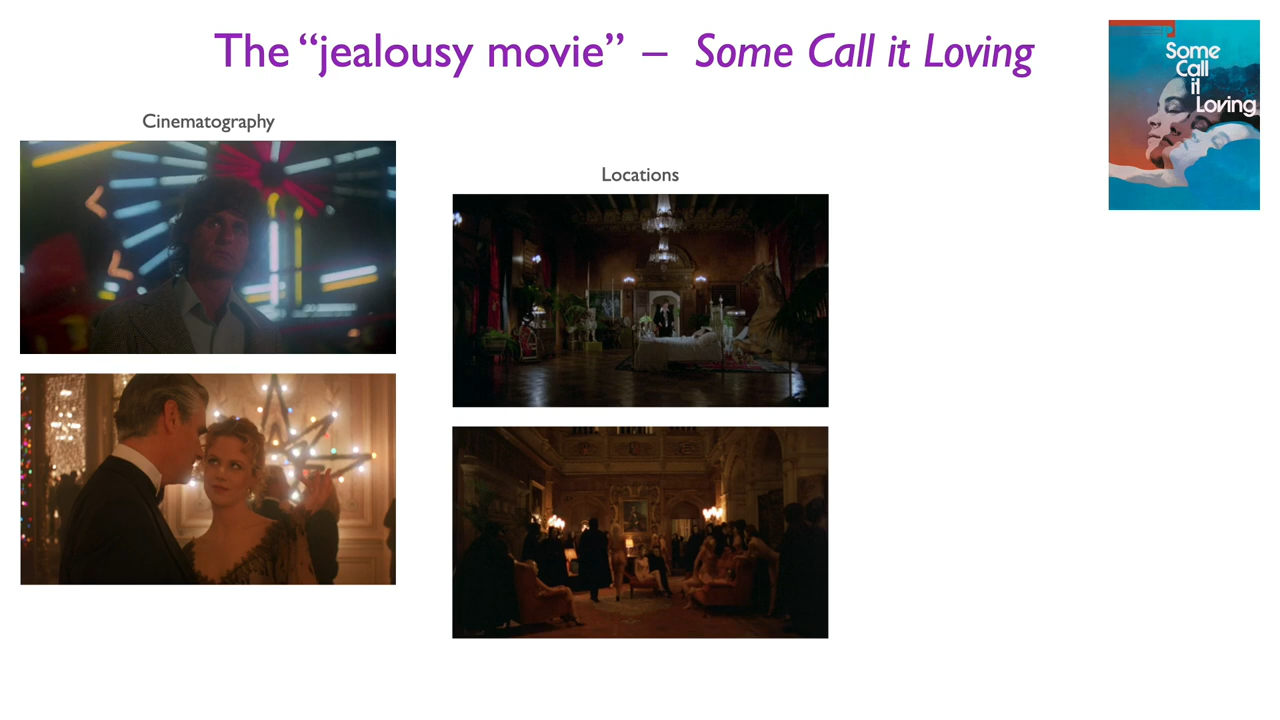 The “jealousy movie” – Some Call it Loving
Some
Call
it
Loving
Cinematography
Locations